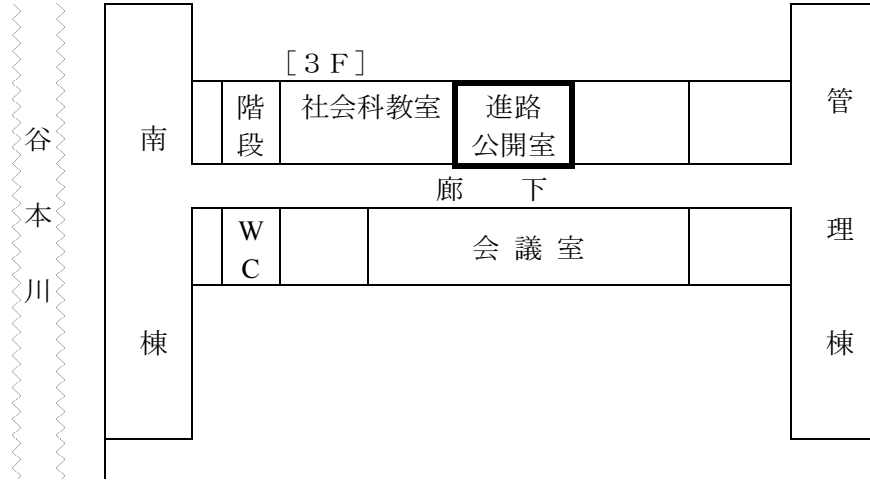 ［３Ｆ］
谷本川
南棟
階段
社会科教室
進路
公開室
管理棟
廊　下
WC
会 議 室